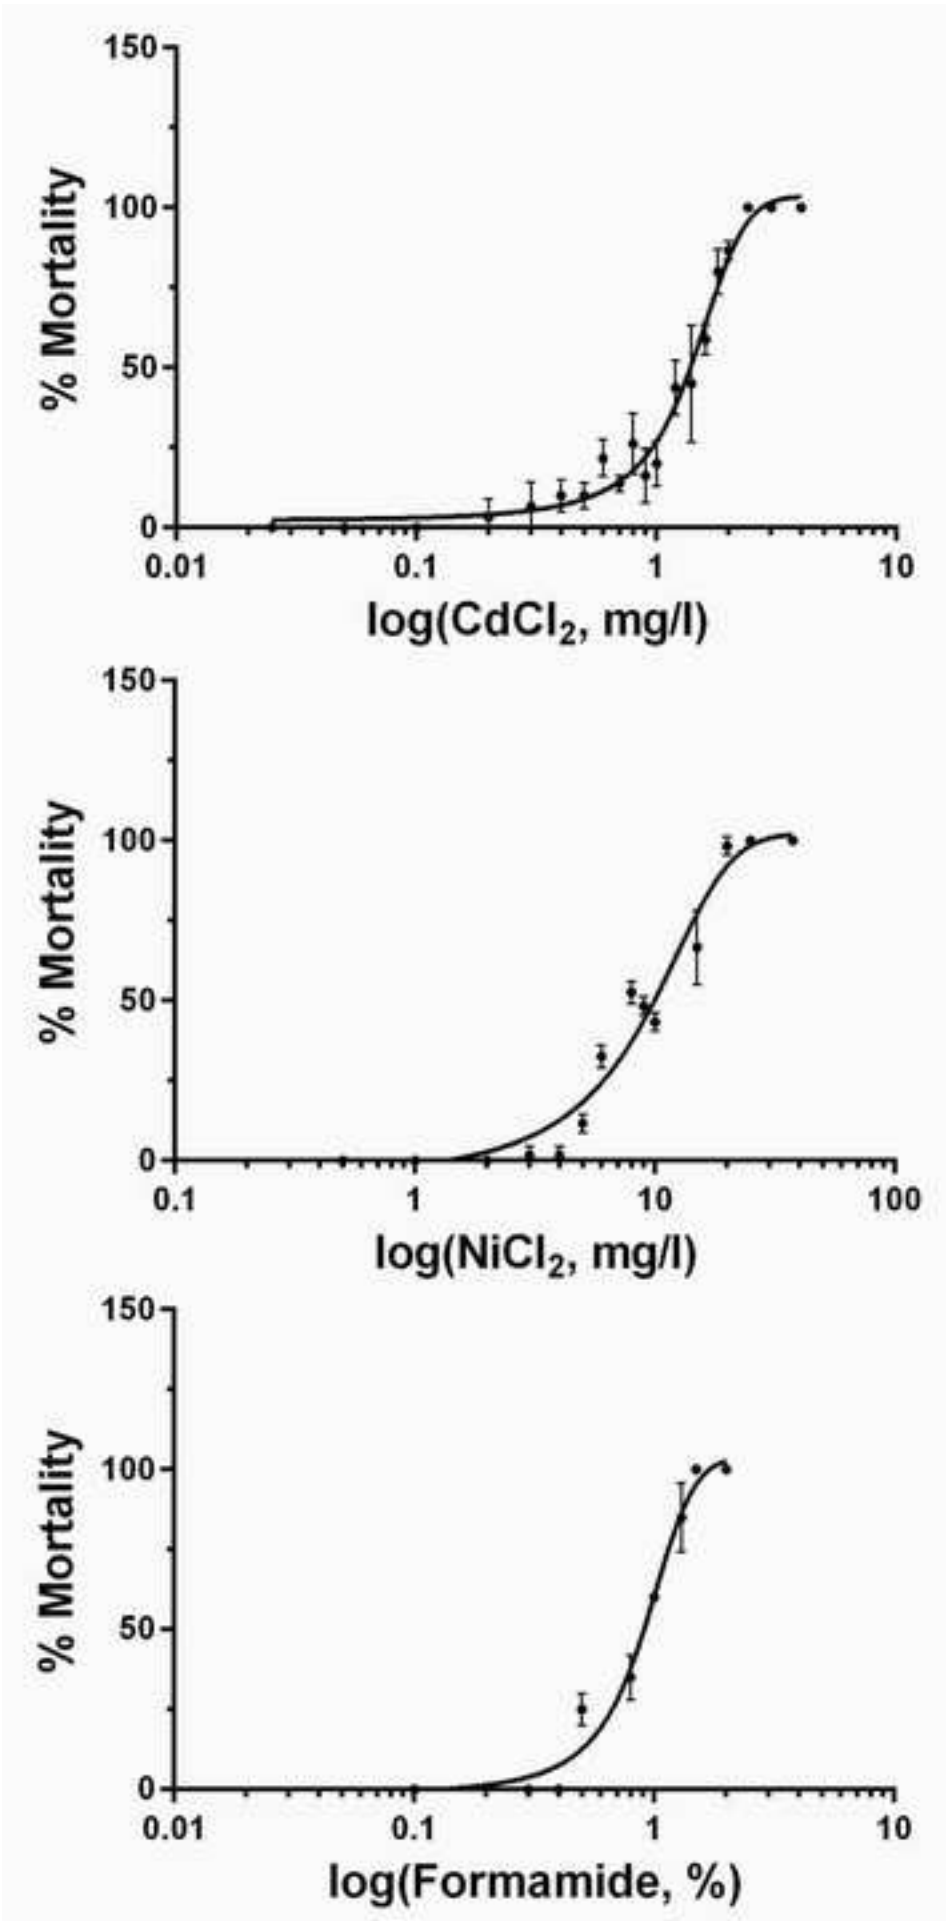 150
100
50
0
% Mortality
0.01 0.1 1 10
log(CdCl₂, mg/l)
150
100
50
0
% Mortality
0.1 1 10 100
log(NiCl₂, mg/l)
150
100
50
0
% Mortality
0.01 0.1 1 10
log(Formamide, %)